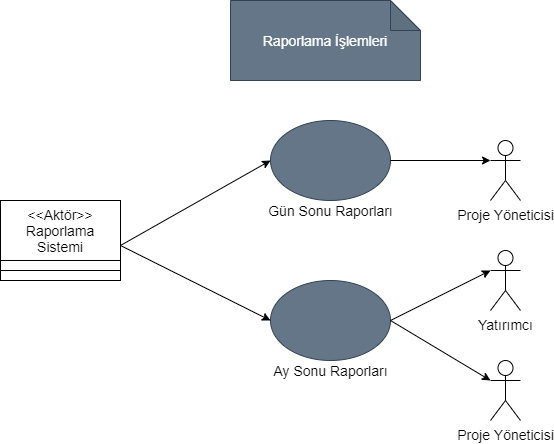 Raporlama İşlemleri
<<Aktör>>
Raporlama
Sistemi
Gün Sonu Raporları
Proje Yöneticisi
Ay Sonu Raporları
Yatırımcı
Proje Yöneticisi